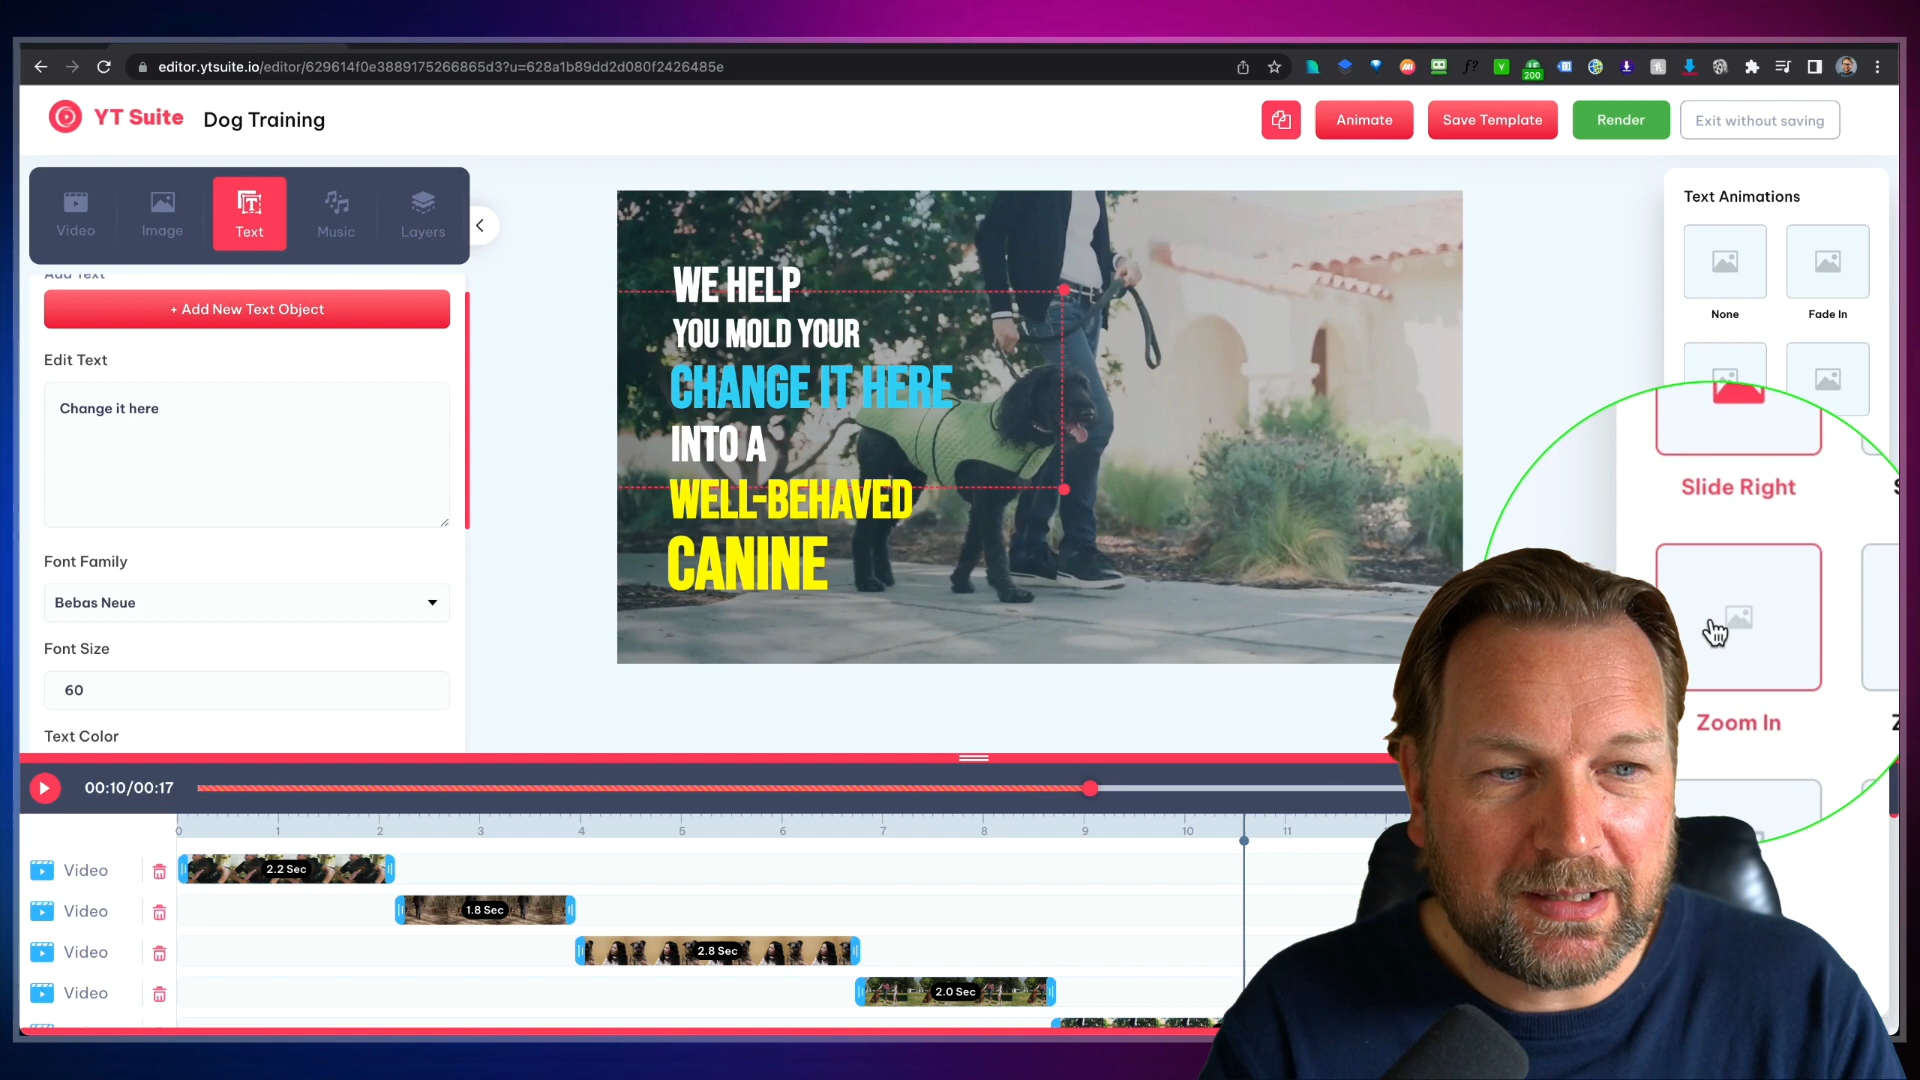 editor.ytsuite.io/editor/629614f0e3889175266865d3?u=628a1b89dd2d080f2426485e
200
YT Suite
Dog Training
Animate
Save Template
Render
Exit without saving
Video
Image
Text
Music
Layers
Add Text
+ Add New Text Object
Edit Text
Change it here
Font Family
Bebas Neue
Font Size
60
Text Color
WE HELP
YOU MOLD YOUR
CHANGE IT HERE
INTO A
WELL-BEHAVED
CANINE
Text Animations
None
Fade In
Slide Right
Zoom In
00:10/00:17
0 1 2 3 4 5 6 7 8 9 10 11
Video
2.2 Sec
Video
1.8 Sec
Video
2.8 Sec
Video
2.0 Sec